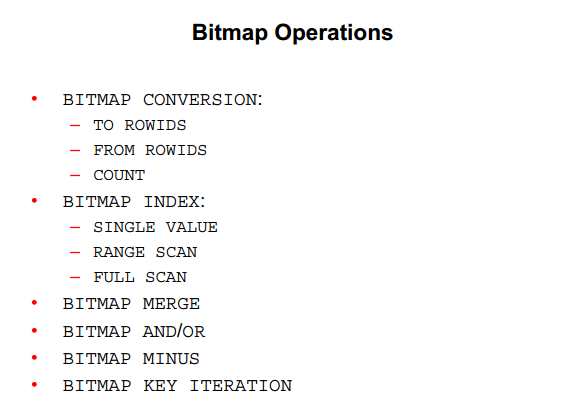 Bitmap Operations
• BITMAP CONVERSION:
– TO ROWIDS
– FROM ROWIDS
– COUNT
• BITMAP INDEX:
– SINGLE VALUE
– RANGE SCAN
– FULL SCAN
• BITMAP MERGE
• BITMAP AND/OR
• BITMAP MINUS
• BITMAP KEY ITERATION